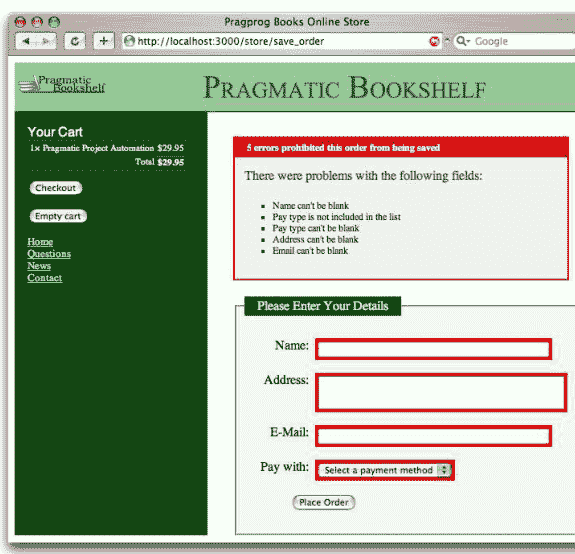 Pragprog Books Online Store
http://localhost:3000/store/save_order
Google
Pragmatic
Bookshelf
PRAGMATIC BOOKSHELF
Your Cart
1× Pragmatic Project Automation $29.95
Total $29.95
Checkout
Empty cart
Home
Questions
News
Contact
5 errors prohibited this order from being saved
There were problems with the following fields:
Name can't be blank
Pay type is not included in the list
Pay type can't be blank
Address can't be blank
Email can't be blank
Please Enter Your Details
Name:
Address:
E-Mail:
Pay with: Select a payment method
Place Order